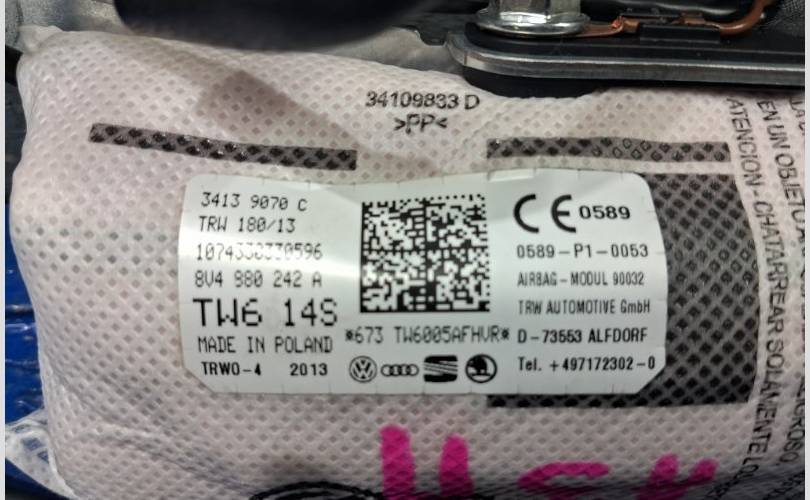 34109833 D
>PP<
3413 9070 C
TRW 180/13
8V4 980 242 A
TW6 14S
MADE IN POLAND
TRWO-4 2013
*673 TW6005AFHVR*
CE 0589
0589-P1-0053
AIRBAG-MODUL 90032
TRW AUTOMOTIVE GmbH
D-73553 ALFDORF
Tel. +497172302-0
ATENCION - CHATARREAR SOLAMENTE
EN UN OBJETO